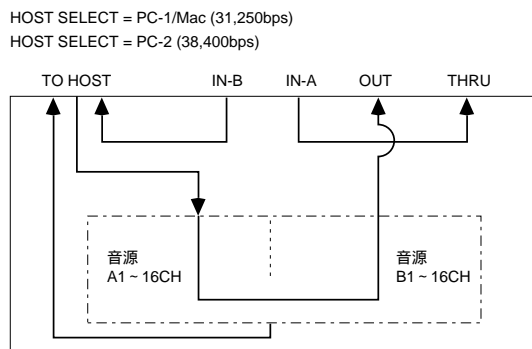 HOST SELECT = PC-1/Mac (31,250bps)
HOST SELECT = PC-2 (38,400bps)
TO HOST IN-B IN-A OUT THRU
音源 音源
A1 ~ 16CH B1 ~ 16CH